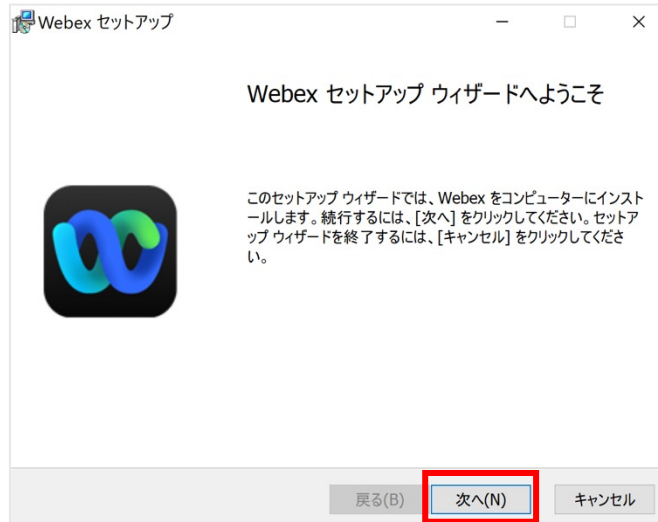 Webex セットアップ
Webex セットアップ ウィザードへようこそ
このセットアップ ウィザードでは、Webex をコンピューターにインスト
ールします。続行するには、[次へ] をクリックしてください。セットア
ップ ウィザードを終了するには、[キャンセル] をクリックしてくださ
い。
戻る(B) 次へ(N) キャンセル